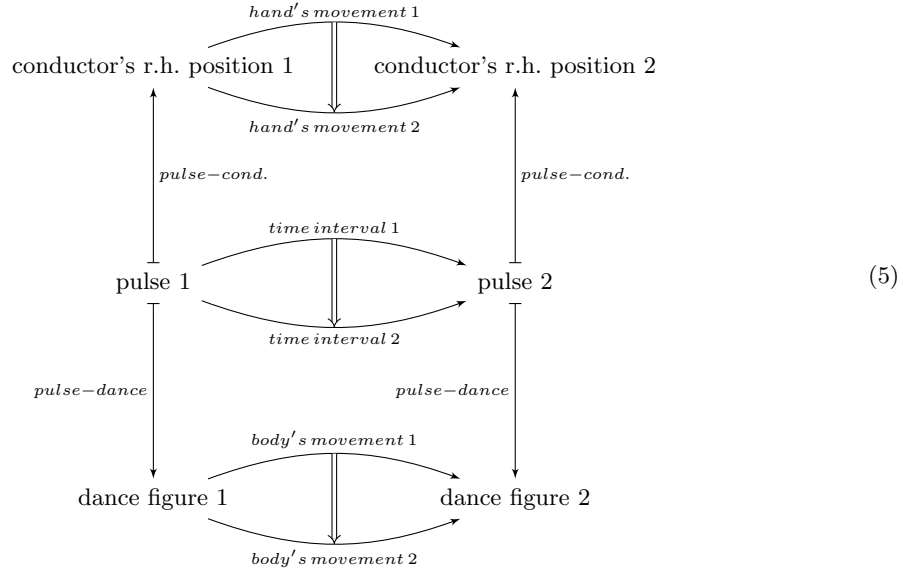 hand's movement 1
conductor's r.h. position 1 conductor's r.h. position 2
hand's movement 2
pulse−cond. pulse−cond.
time interval 1
pulse 1 pulse 2 (5)
time interval 2
pulse−dance pulse−dance
body's movement 1
dance figure 1 dance figure 2
body's movement 2